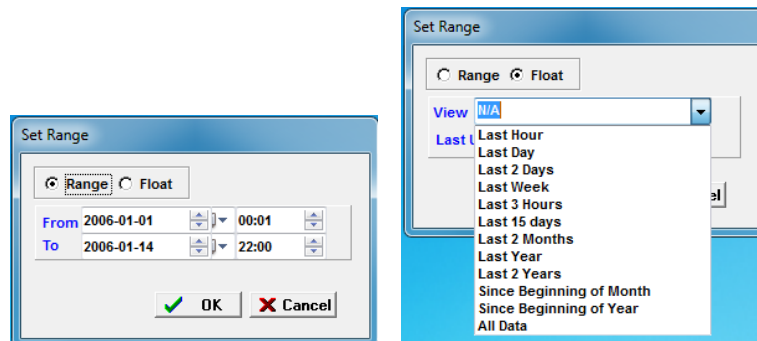 Set Range
Range Float
From 2006-01-01 00:01
To 2006-01-14 22:00
OK Cancel
Set Range
Range Float
View N/A
Last
Last Hour
Last Day
Last 2 Days
Last Week
Last 3 Hours
Last 15 days
Last 2 Months
Last Year
Last 2 Years
Since Beginning of Month
Since Beginning of Year
All Data